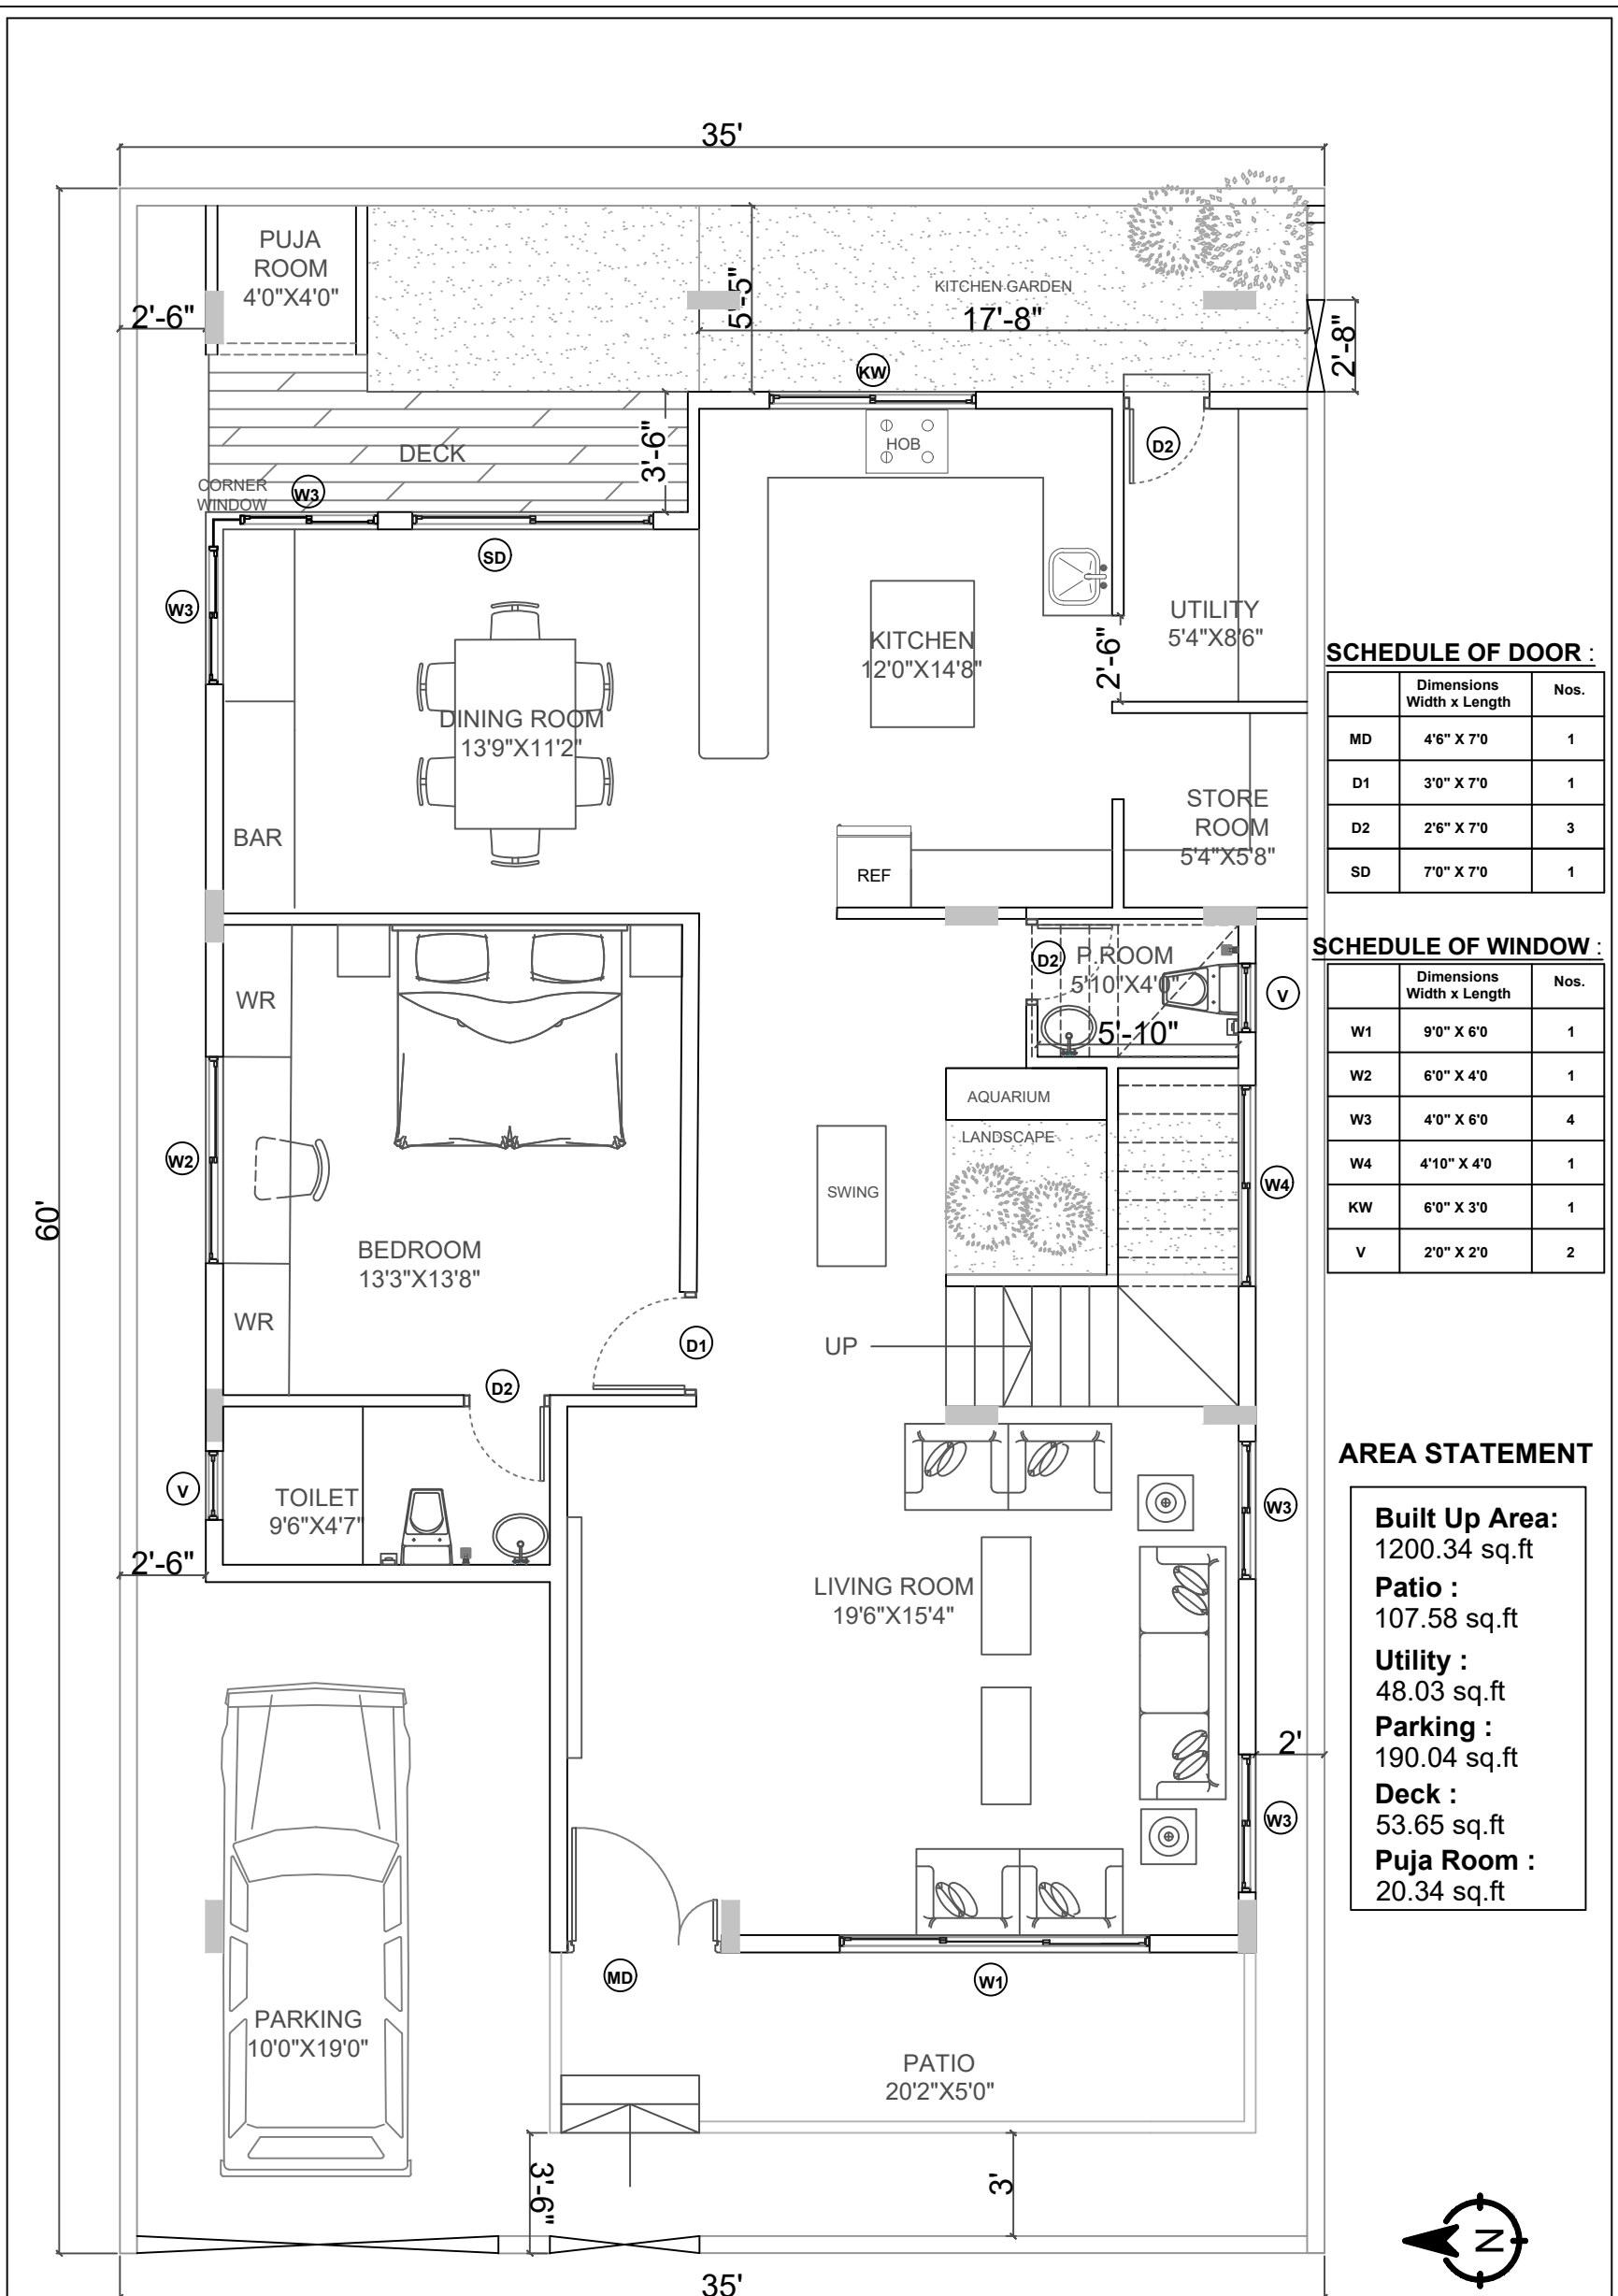 35'
PUJA
ROOM
4'0"X4'0"
2'-6"
5'-5"
KITCHEN GARDEN
17'-8"
2'-8"
KW
HOB
D2
DECK
3'-6"
CORNER
WINDOW
W3
SD
W3
KITCHEN
12'0"X14'8"
2'-6"
UTILITY
5'4"X8'6"
DINING ROOM
13'9"X11'2"
BAR
REF
STORE
ROOM
5'4"X5'8"
D2
P.ROOM
5'10"X4'0"
5'-10"
V
WR
AQUARIUM
LANDSCAPE
W2
SWING
W4
60'
BEDROOM
13'3"X13'8"
WR
UP
D1
D2
V
TOILET
9'6"X4'7"
2'-6"
W3
LIVING ROOM
19'6"X15'4"
2'
W3
MD
W1
PARKING
10'0"X19'0"
PATIO
20'2"X5'0"
3'-6"
3'
35'
SCHEDULE OF DOOR :
Dimensions
Width x Length
Nos.
MD 4'6" X 7'0 1
D1 3'0" X 7'0 1
D2 2'6" X 7'0 3
SD 7'0" X 7'0 1
SCHEDULE OF WINDOW :
Dimensions
Width x Length
Nos.
W1 9'0" X 6'0 1
W2 6'0" X 4'0 1
W3 4'0" X 6'0 4
W4 4'10" X 4'0 1
KW 6'0" X 3'0 1
V 2'0" X 2'0 2
AREA STATEMENT
Built Up Area:
1200.34 sq.ft
Patio :
107.58 sq.ft
Utility :
48.03 sq.ft
Parking :
190.04 sq.ft
Deck :
53.65 sq.ft
Puja Room :
20.34 sq.ft
N